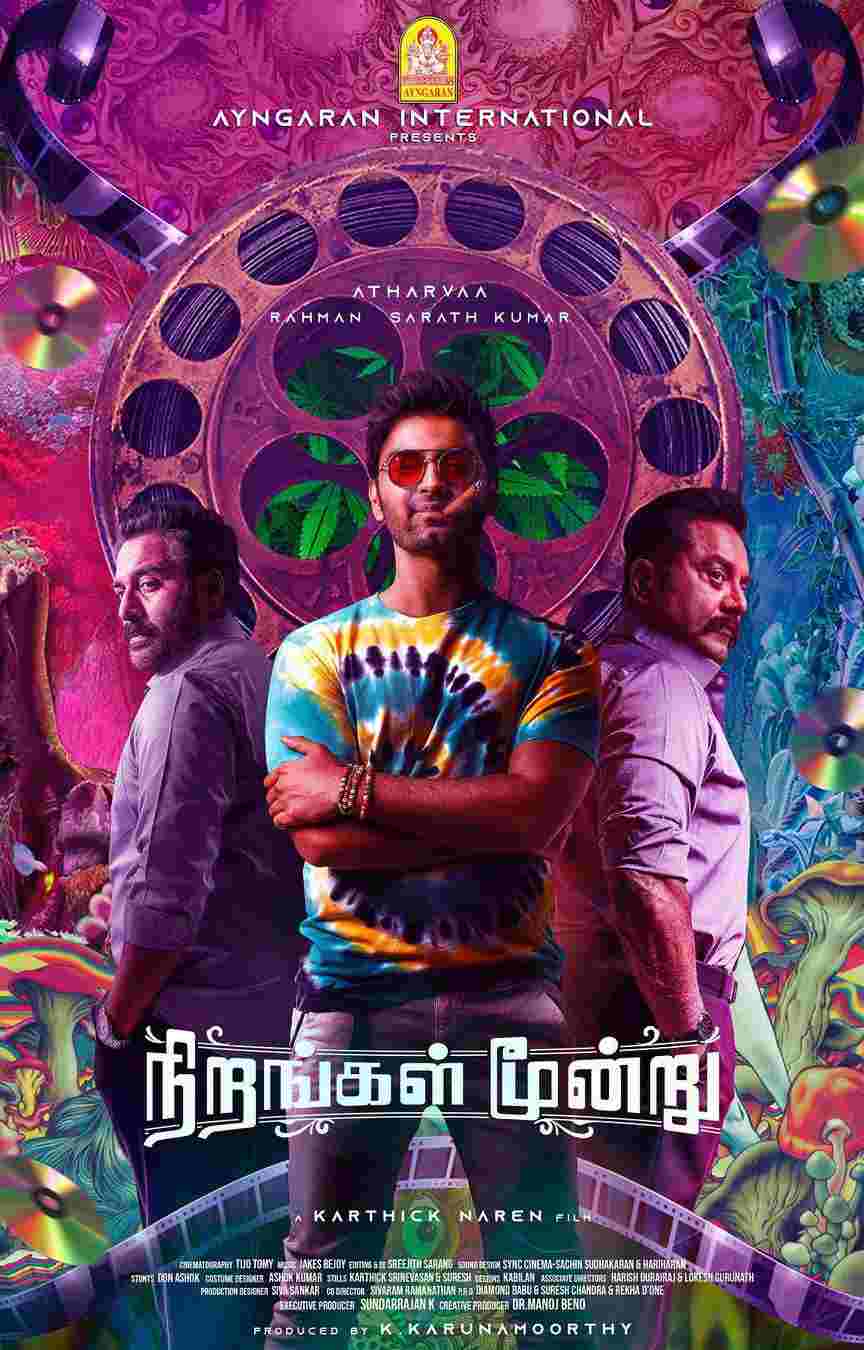 AYNGARAN
AYNGARAN INTERNATIONAL
PRESENTS
ATHARVAA
RAHMAN SARATH KUMAR
நிறங்கள் மூன்று
A KARTHICK NAREN FILM
CINEMATOGRAPHY TIJO TOMY MUSIC JAKES BEJOY EDITING & DI SREEJITH SARANG SOUND DESIGN SYNC CINEMA-SACHIN SUDHAKARAN & HARIHARAN
STUNTS DON ASHOK COSTUME DESIGNER ASHOK KUMAR STILLS KARTHICK SRINEVASAN & SURESH DESIGNS KABILAN ASSOCIATE DIRECTORS HARISH DURAIRAJ & LOKESH GURUNATH
PRODUCTION DESIGNER SIVA SANKAR CO DIRECTOR SIVARAM RAMANATHAN P.R.O DIAMOND BABU & SURESH CHANDRA & REKHA D'ONE
EXECUTIVE PRODUCER SUNDARRAJAN K CREATIVE PRODUCER DR.MANOJ BENO
PRODUCED BY K.KARUNAMOORTHY